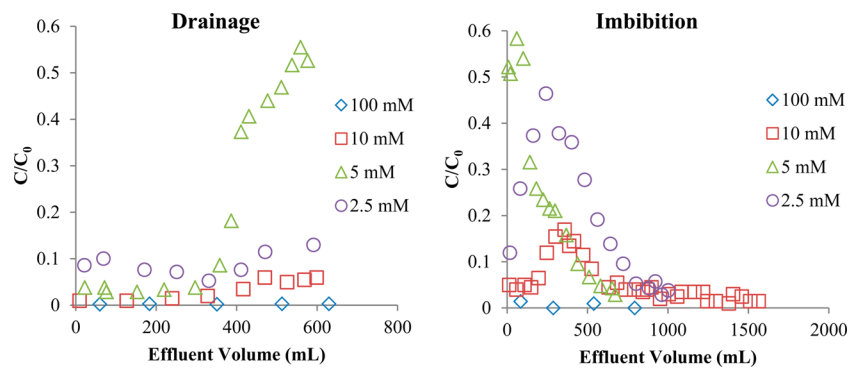 Drainage
C/C0
0.6
0.5
0.4
0.3
0.2
0.1
0
0
200
400
600
800
Effluent Volume (mL)
100 mM
10 mM
5 mM
2.5 mM
Imbibition
C/C0
0.6
0.5
0.4
0.3
0.2
0.1
0
0
500
1000
1500
2000
Effluent Volume (mL)
100 mM
10 mM
5 mM
2.5 mM